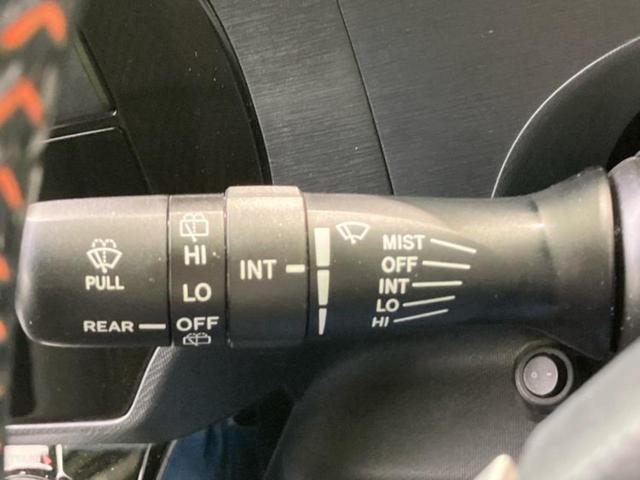 PULL
REAR
HI
LO
OFF
INT
MIST
OFF
INT
LO
HI